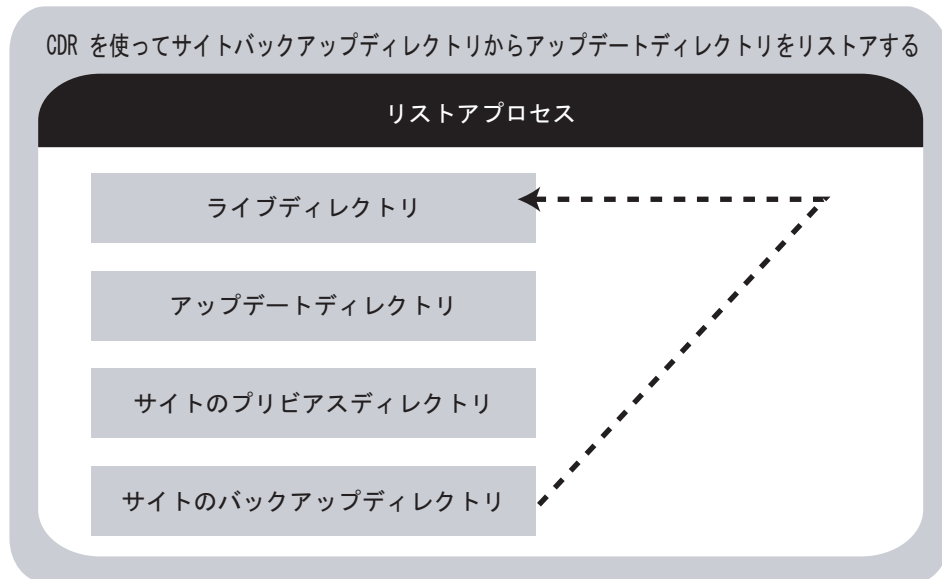 CDR を使ってサイトバックアップディレクトリからアップデートディレクトリをリストアする
リストアプロセス
ライブディレクトリ
アップデートディレクトリ
サイトのプリビアスディレクトリ
サイトのバックアップディレクトリ